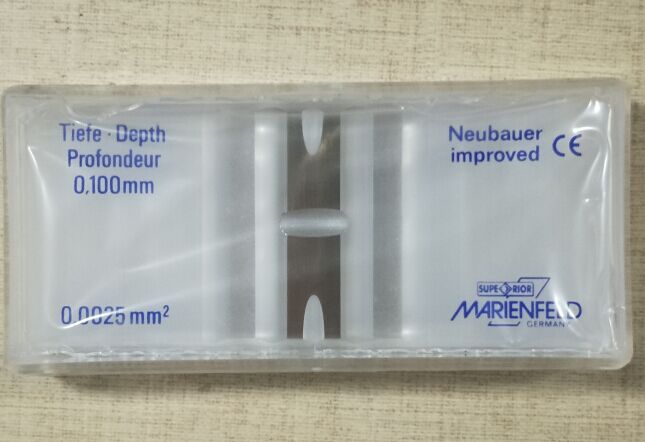 Tiefe · Depth
Profondeur
0,100mm
0.0025 mm²
Neubauer
improved CE
SUPERIOR
MARIENFELD
GERMANY